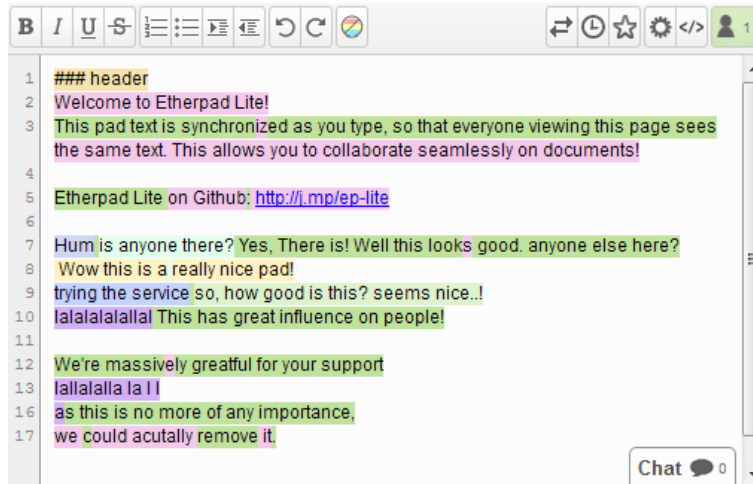 B I U S
</> 1
1 ### header
2 Welcome to Etherpad Lite!
3 This pad text is synchronized as you type, so that everyone viewing this page sees
the same text. This allows you to collaborate seamlessly on documents!
4
5 Etherpad Lite on Github: http://j.mp/ep-lite
6
7 Hum is anyone there? Yes, There is! Well this looks good. anyone else here?
8 Wow this is a really nice pad!
9 trying the service so, how good is this? seems nice..!
10 lalalalalallal This has great influence on people!
11
12 We're massively greatful for your support
13 lallalalla la l l
16 as this is no more of any importance,
17 we could acutally remove it.
Chat 0